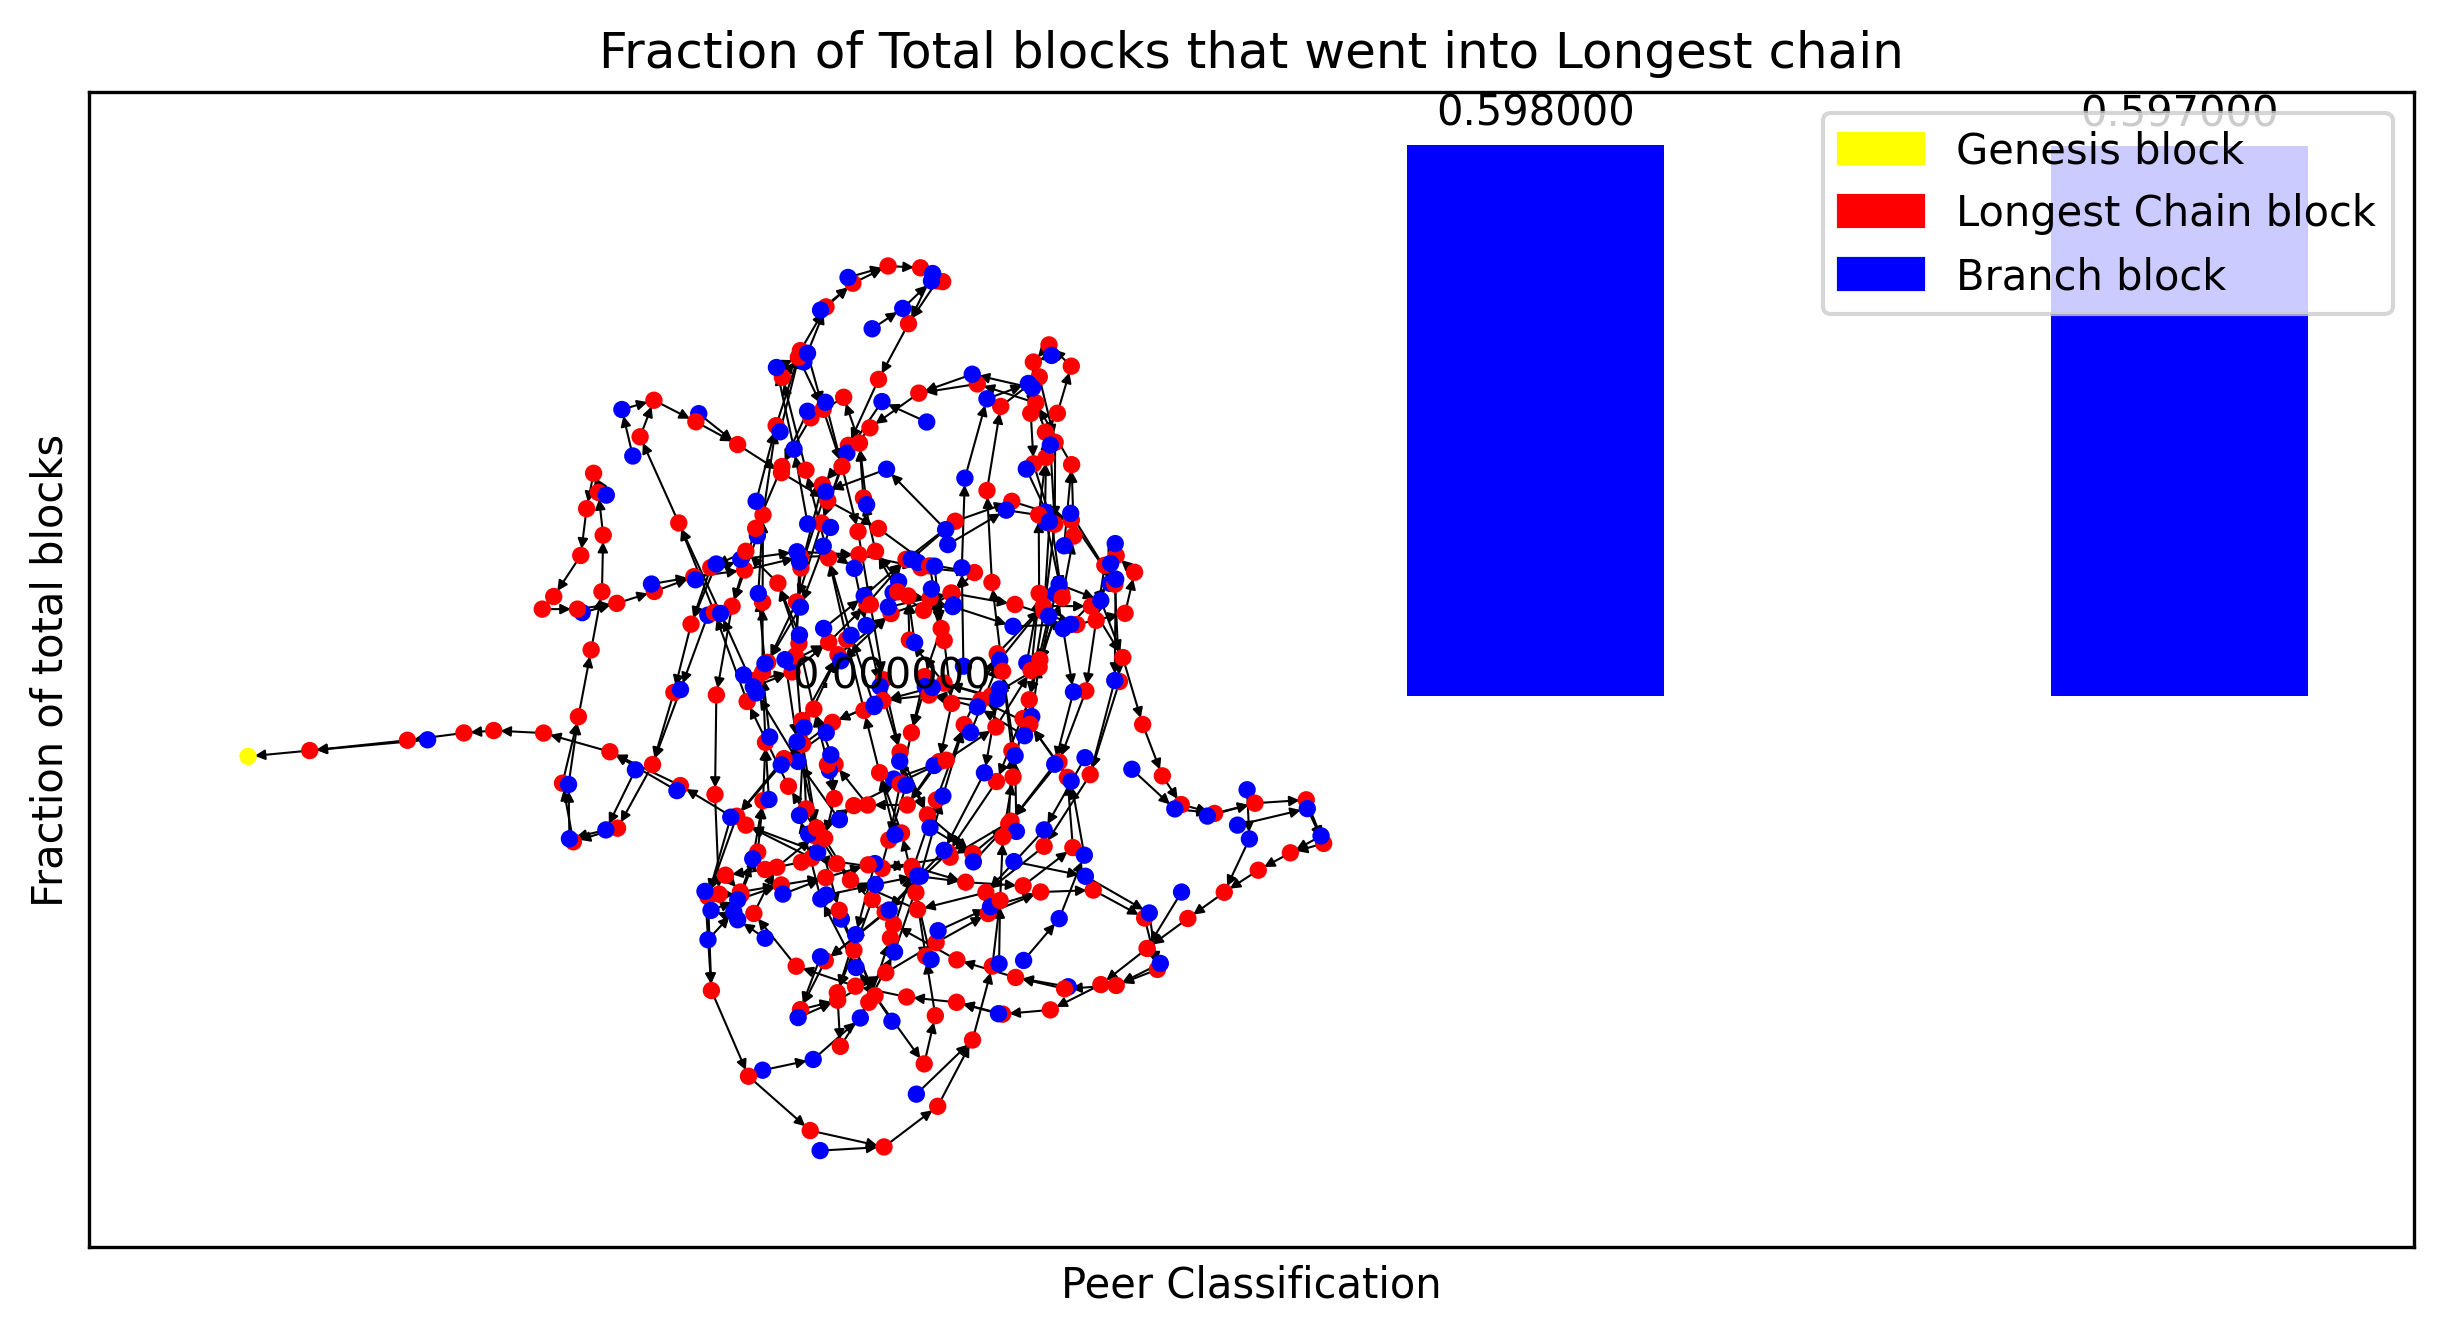 Fraction of Total blocks that went into Longest chain
0.598000
0.597000
Genesis block
Longest Chain block
Branch block
Fraction of total blocks
0.000000
Peer Classification